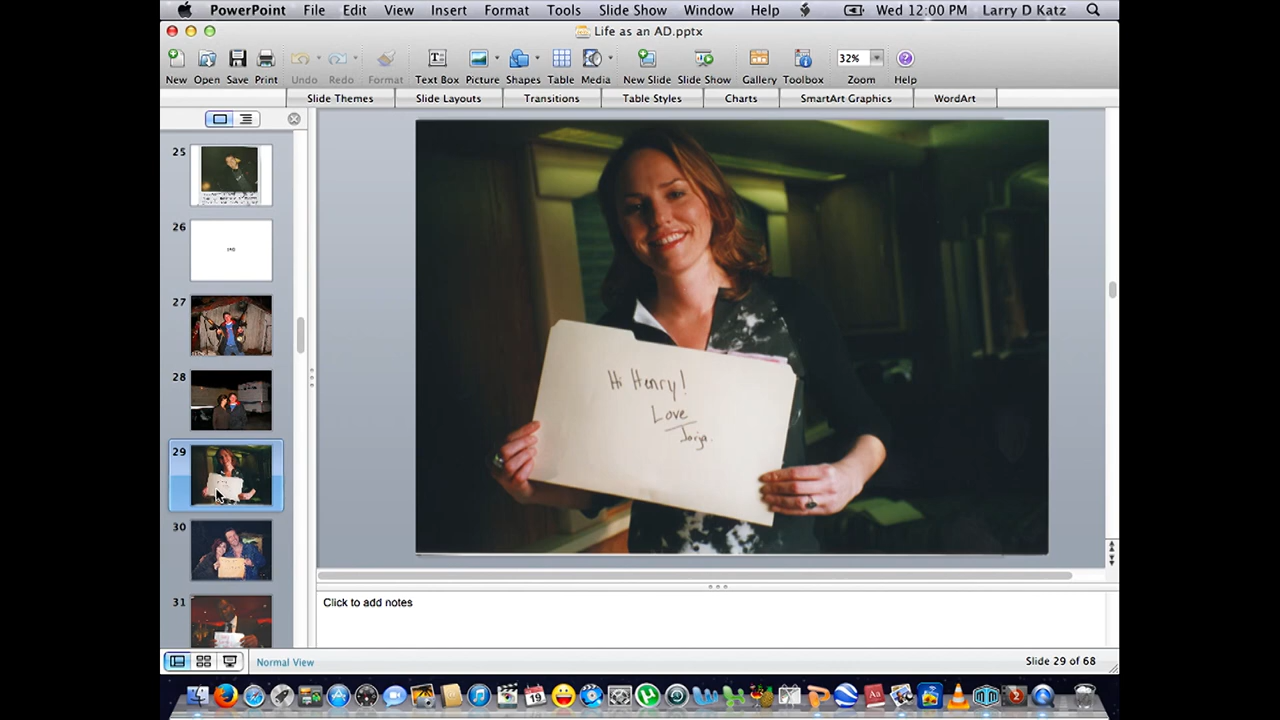 PowerPoint File Edit View Insert Format Tools Slide Show Window Help Wed 12:00 PM Larry D Katz
Life as an AD.pptx
New Open Save Print Undo Redo Format Text Box Picture Shapes Table Media New Slide Slide Show Gallery Toolbox Zoom Help
32%
Slide Themes Slide Layouts Transitions Table Styles Charts SmartArt Graphics WordArt
25
26
27
28
29
30
31
Hi Henry!
Love
Jorja.
Click to add notes
Normal View Slide 29 of 68
19